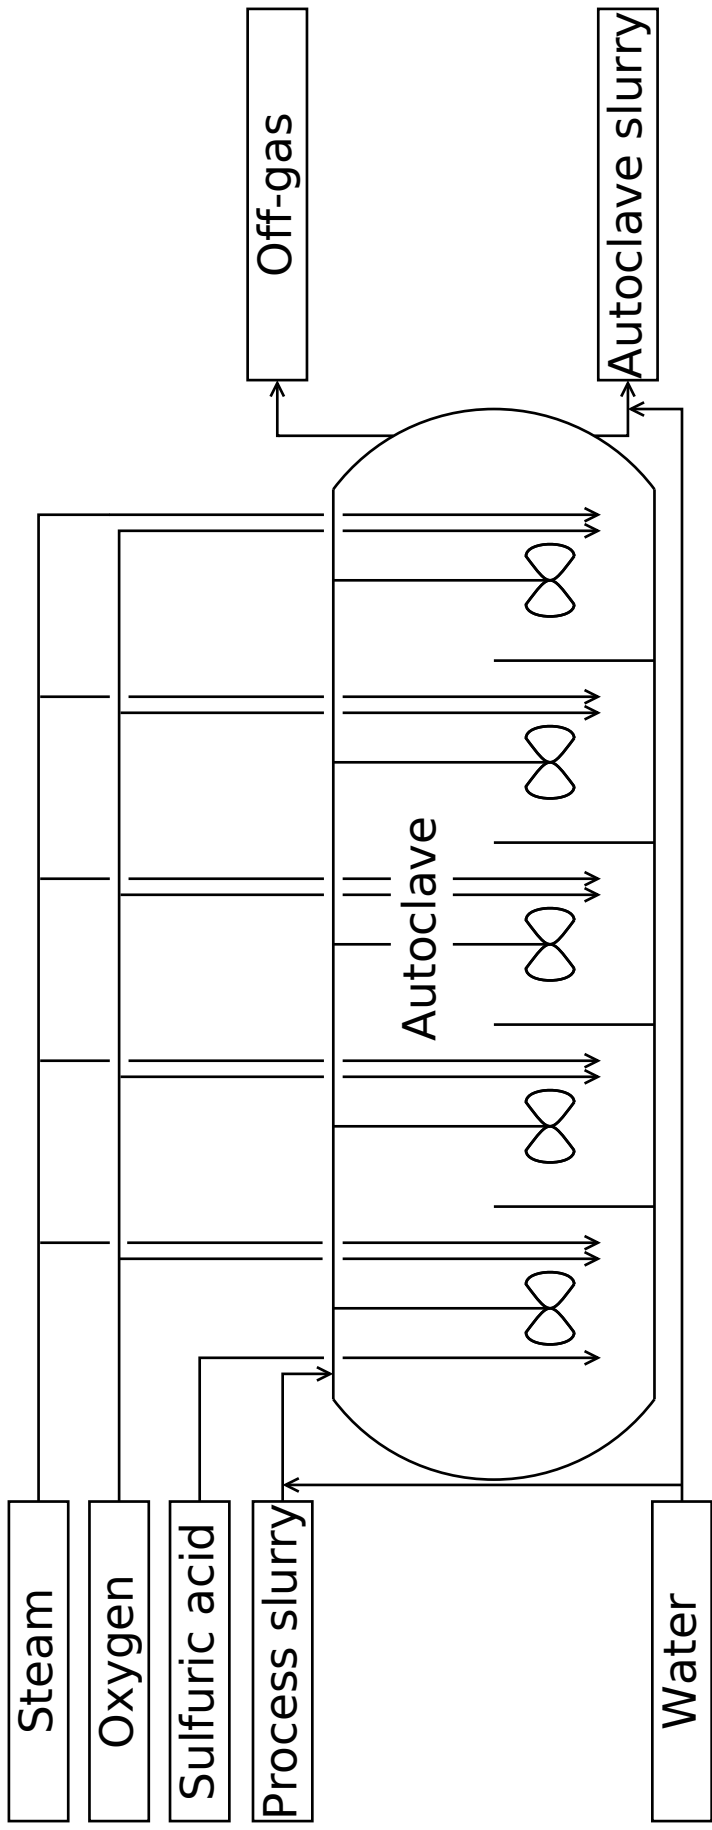 Steam
Oxygen
Sulfuric acid
Process slurry
Water
Autoclave
Off-gas
Autoclave slurry